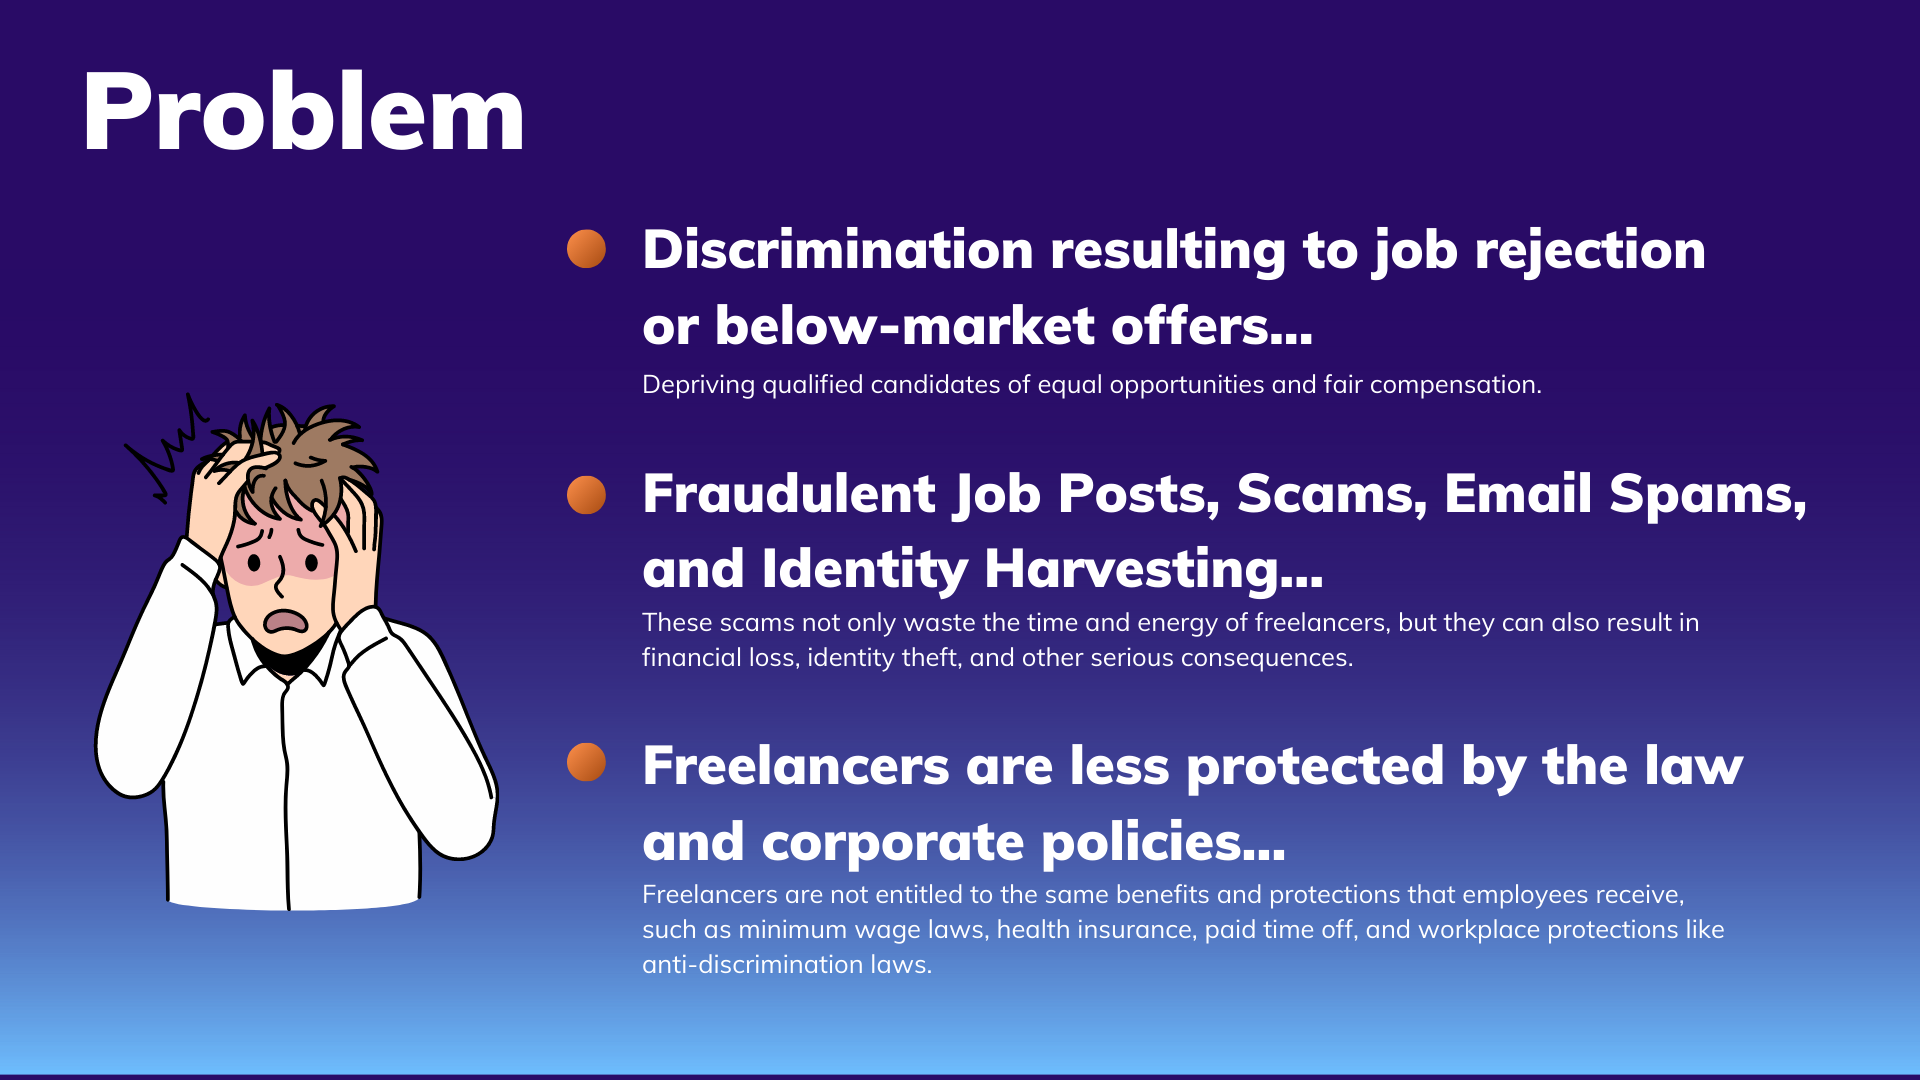 Problem
Discrimination resulting to job rejection
or below-market offers...
Depriving qualified candidates of equal opportunities and fair compensation.
Fraudulent Job Posts, Scams, Email Spams,
and Identity Harvesting...
These scams not only waste the time and energy of freelancers, but they can also result in
financial loss, identity theft, and other serious consequences.
Freelancers are less protected by the law
and corporate policies...
Freelancers are not entitled to the same benefits and protections that employees receive,
such as minimum wage laws, health insurance, paid time off, and workplace protections like
anti-discrimination laws.